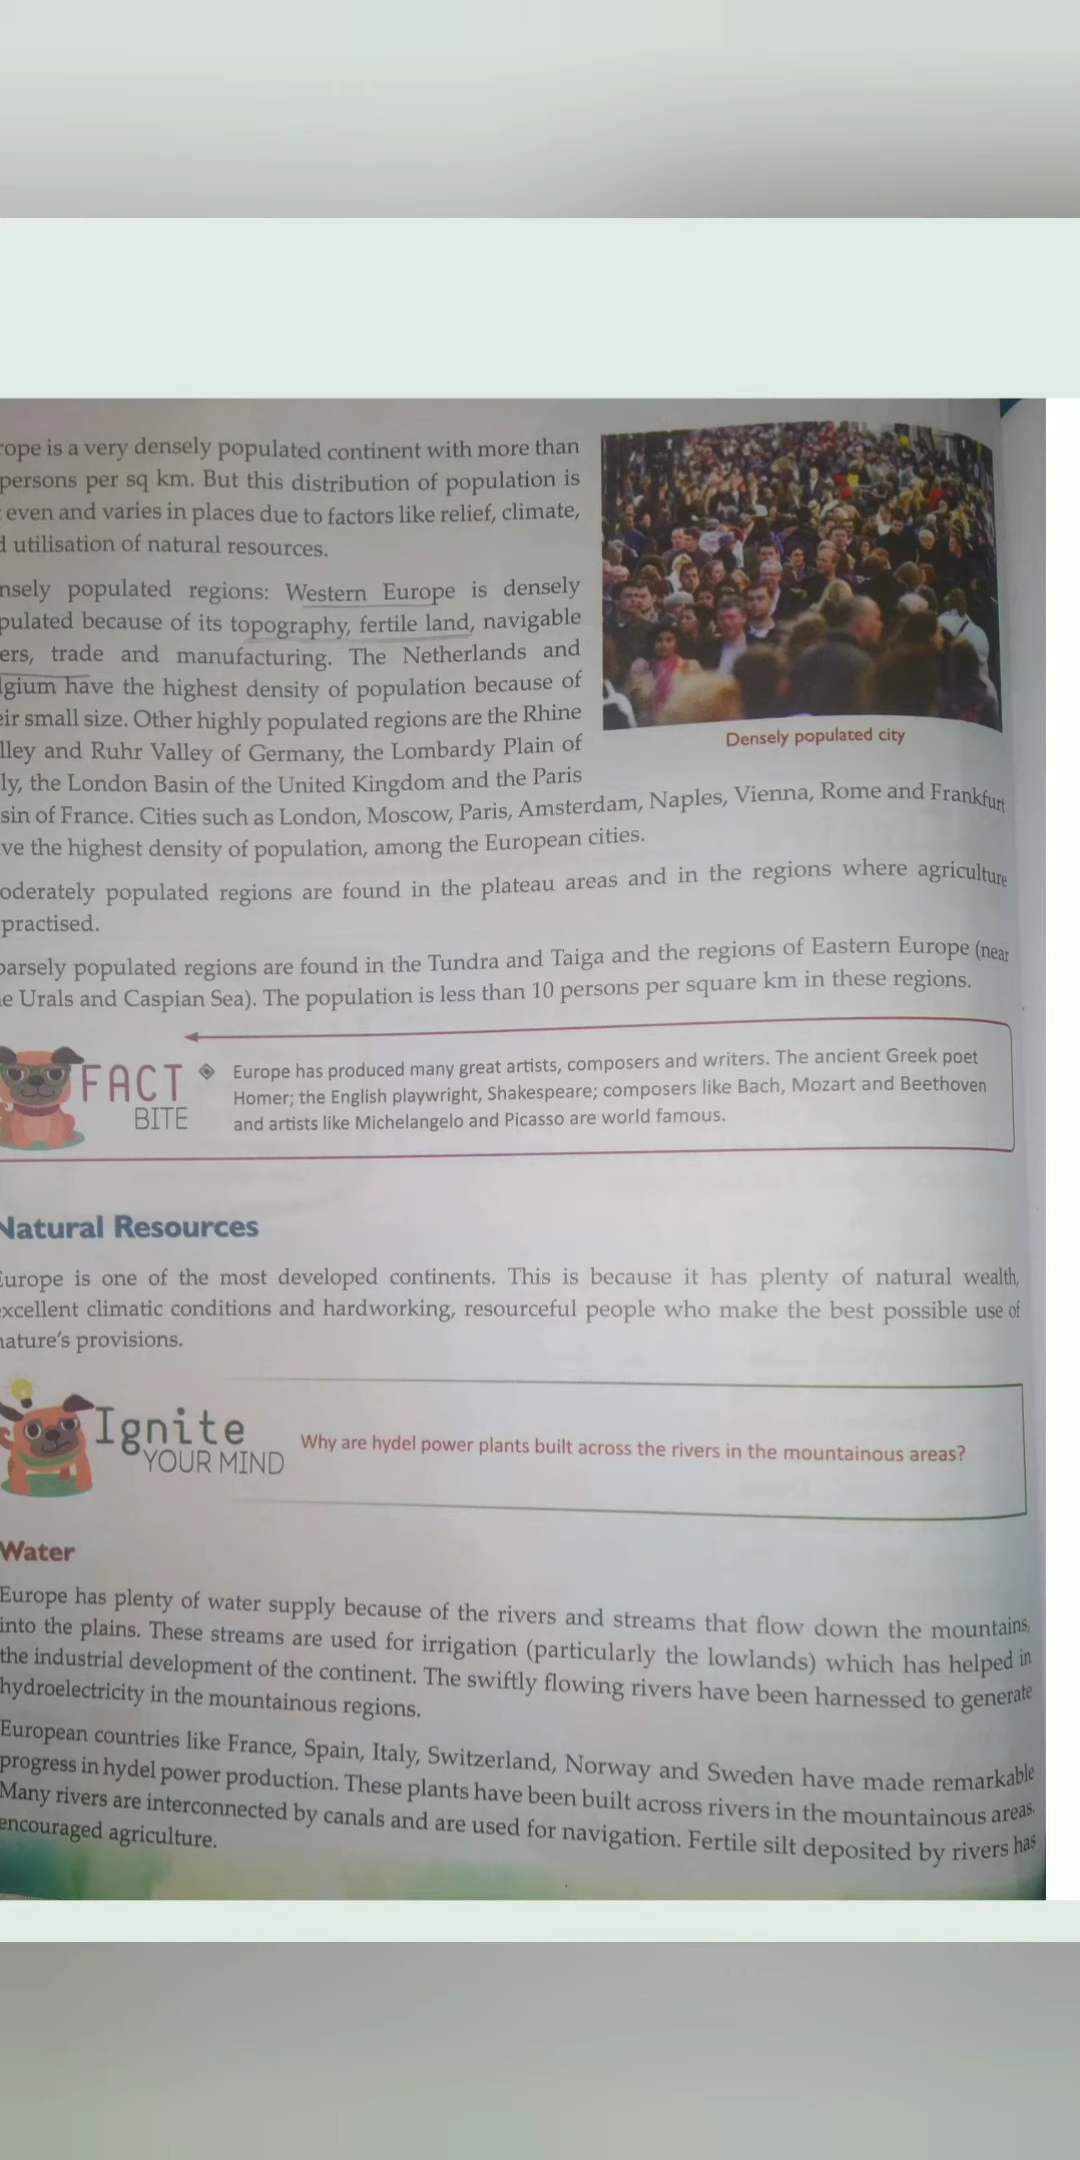 rope is a very densely populated continent with more than
persons per sq km. But this distribution of population is
even and varies in places due to factors like relief, climate,
d utilisation of natural resources.
nsely populated regions: Western Europe is densely
pulated because of its topography, fertile land, navigable
ers, trade and manufacturing. The Netherlands and
lgium have the highest density of population because of
eir small size. Other highly populated regions are the Rhine
lley and Ruhr Valley of Germany, the Lombardy Plain of
ly, the London Basin of the United Kingdom and the Paris
sin of France. Cities such as London, Moscow, Paris, Amsterdam, Naples, Vienna, Rome and Frankfurt
ve the highest density of population, among the European cities.
Densely populated city
oderately populated regions are found in the plateau areas and in the regions where agriculture
practised.
parsely populated regions are found in the Tundra and Taiga and the regions of Eastern Europe (near
e Urals and Caspian Sea). The population is less than 10 persons per square km in these regions.
FACT
BITE
Europe has produced many great artists, composers and writers. The ancient Greek poet
Homer; the English playwright, Shakespeare; composers like Bach, Mozart and Beethoven
and artists like Michelangelo and Picasso are world famous.
Natural Resources
Europe is one of the most developed continents. This is because it has plenty of natural wealth,
excellent climatic conditions and hardworking, resourceful people who make the best possible use of
nature's provisions.
Ignite
YOUR MIND
Why are hydel power plants built across the rivers in the mountainous areas?
Water
Europe has plenty of water supply because of the rivers and streams that flow down the mountains,
into the plains. These streams are used for irrigation (particularly the lowlands) which has helped in
the industrial development of the continent. The swiftly flowing rivers have been harnessed to generate
hydroelectricity in the mountainous regions.
European countries like France, Spain, Italy, Switzerland, Norway and Sweden have made remarkable
progress in hydel power production. These plants have been built across rivers in the mountainous areas.
Many rivers are interconnected by canals and are used for navigation. Fertile silt deposited by rivers has
encouraged agriculture.